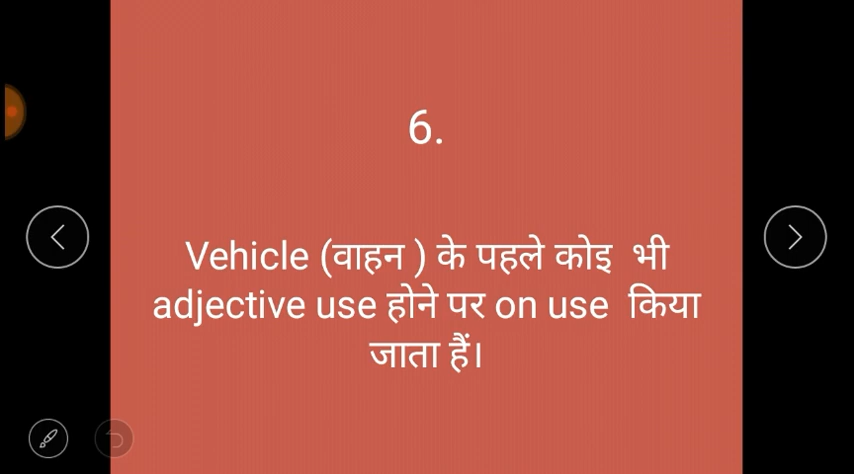 6.
Vehicle (वाहन ) के पहले कोइ भी
adjective use होने पर on use किया
जाता हैं।